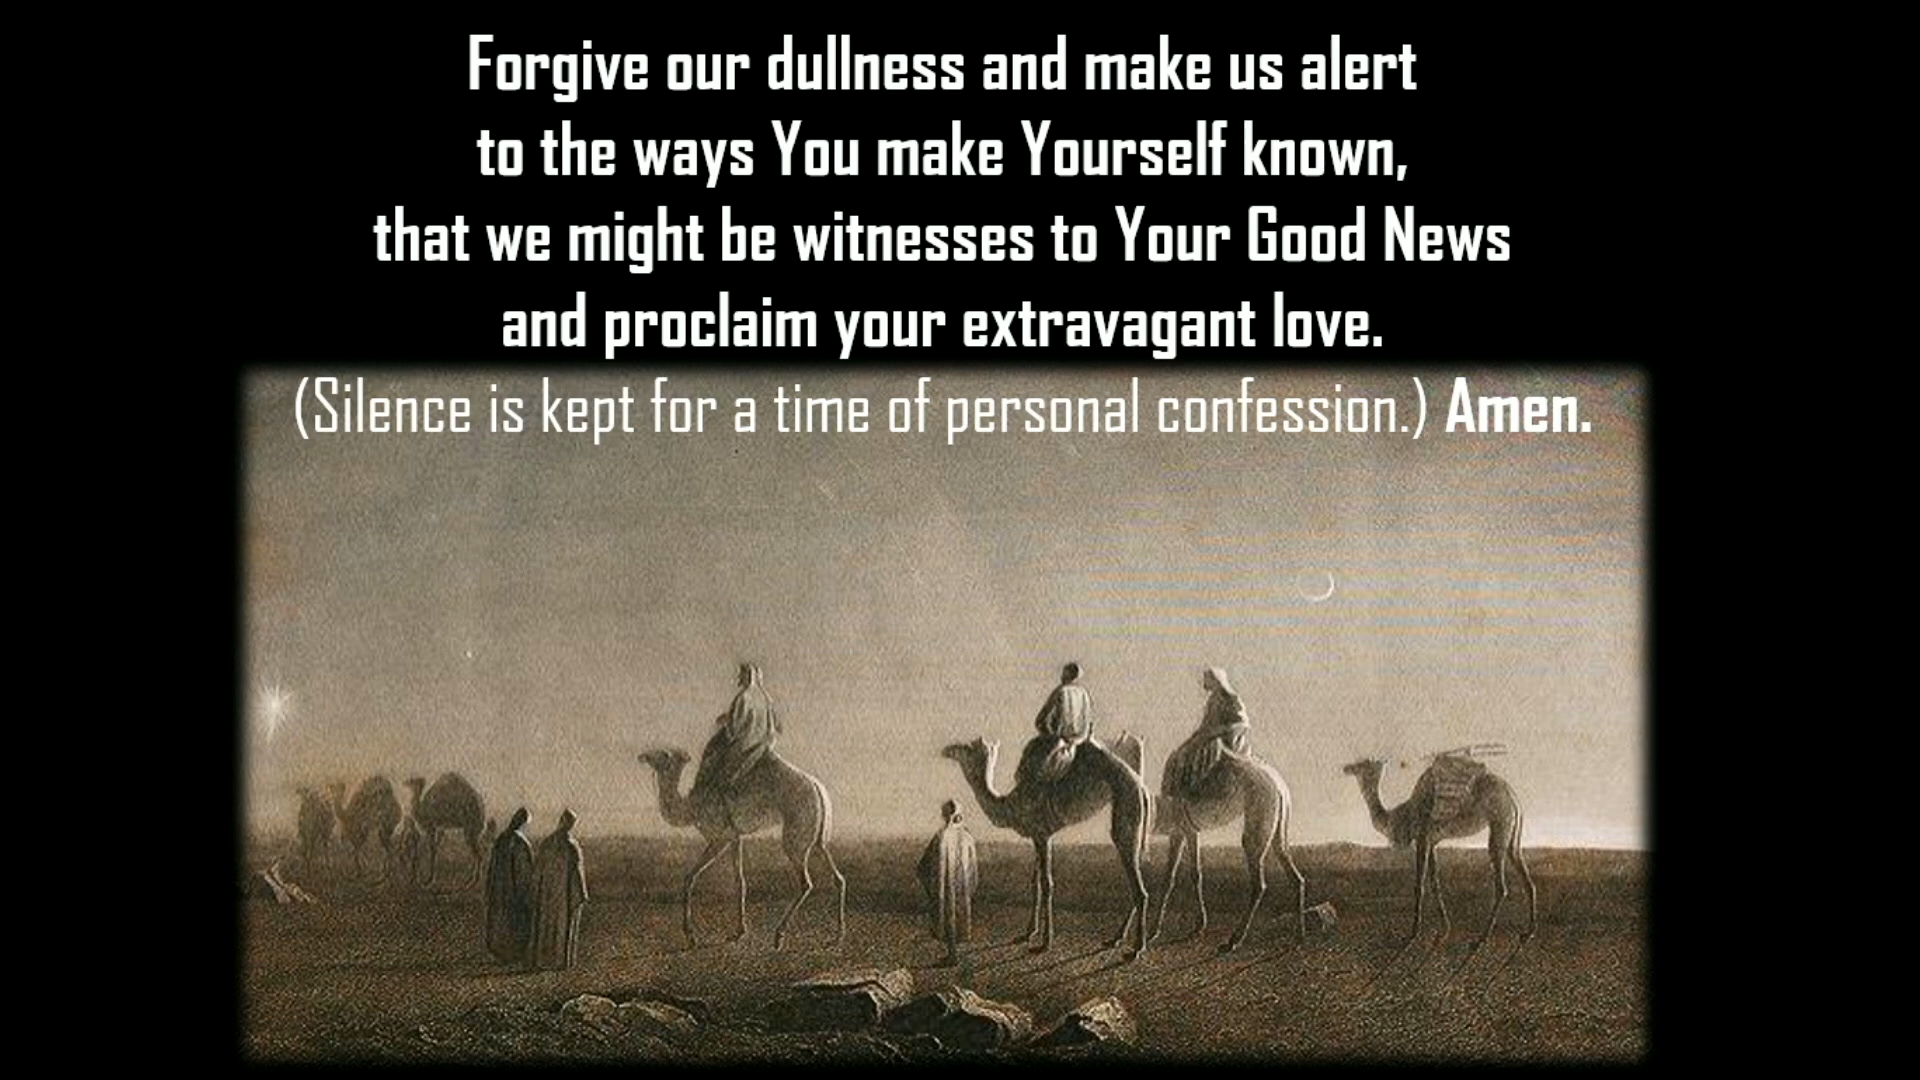 Forgive our dullness and make us alert
to the ways You make Yourself known,
that we might be witnesses to Your Good News
and proclaim your extravagant love.
(Silence is kept for a time of personal confession.) Amen.